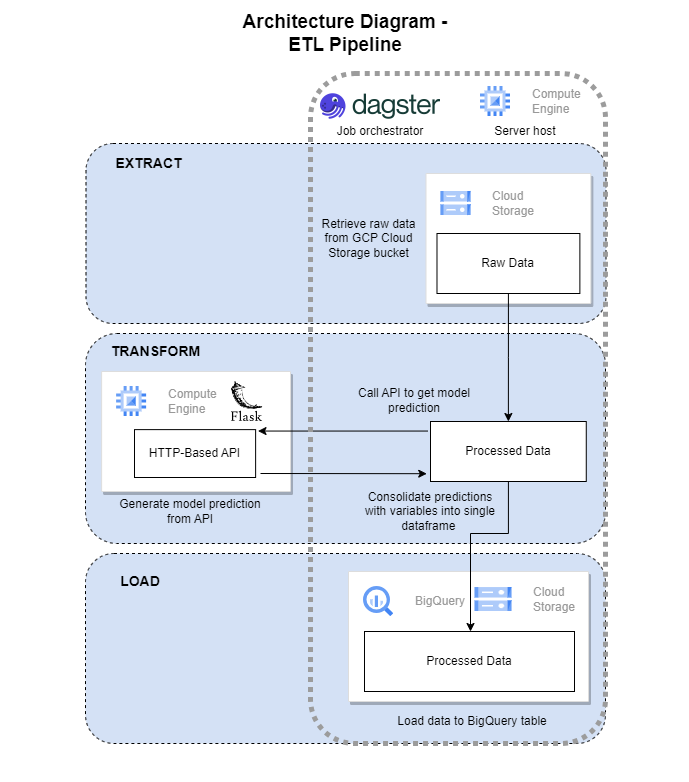 Architecture Diagram -
ETL Pipeline
dagster
Job orchestrator
Compute
Engine
Server host
EXTRACT
Cloud
Storage
Retrieve raw data
from GCP Cloud
Storage bucket
Raw Data
TRANSFORM
Compute
Engine
Flask
HTTP-Based API
Generate model prediction
from API
Call API to get model
prediction
Processed Data
Consolidate predictions
with variables into single
dataframe
LOAD
BigQuery
Cloud
Storage
Processed Data
Load data to BigQuery table